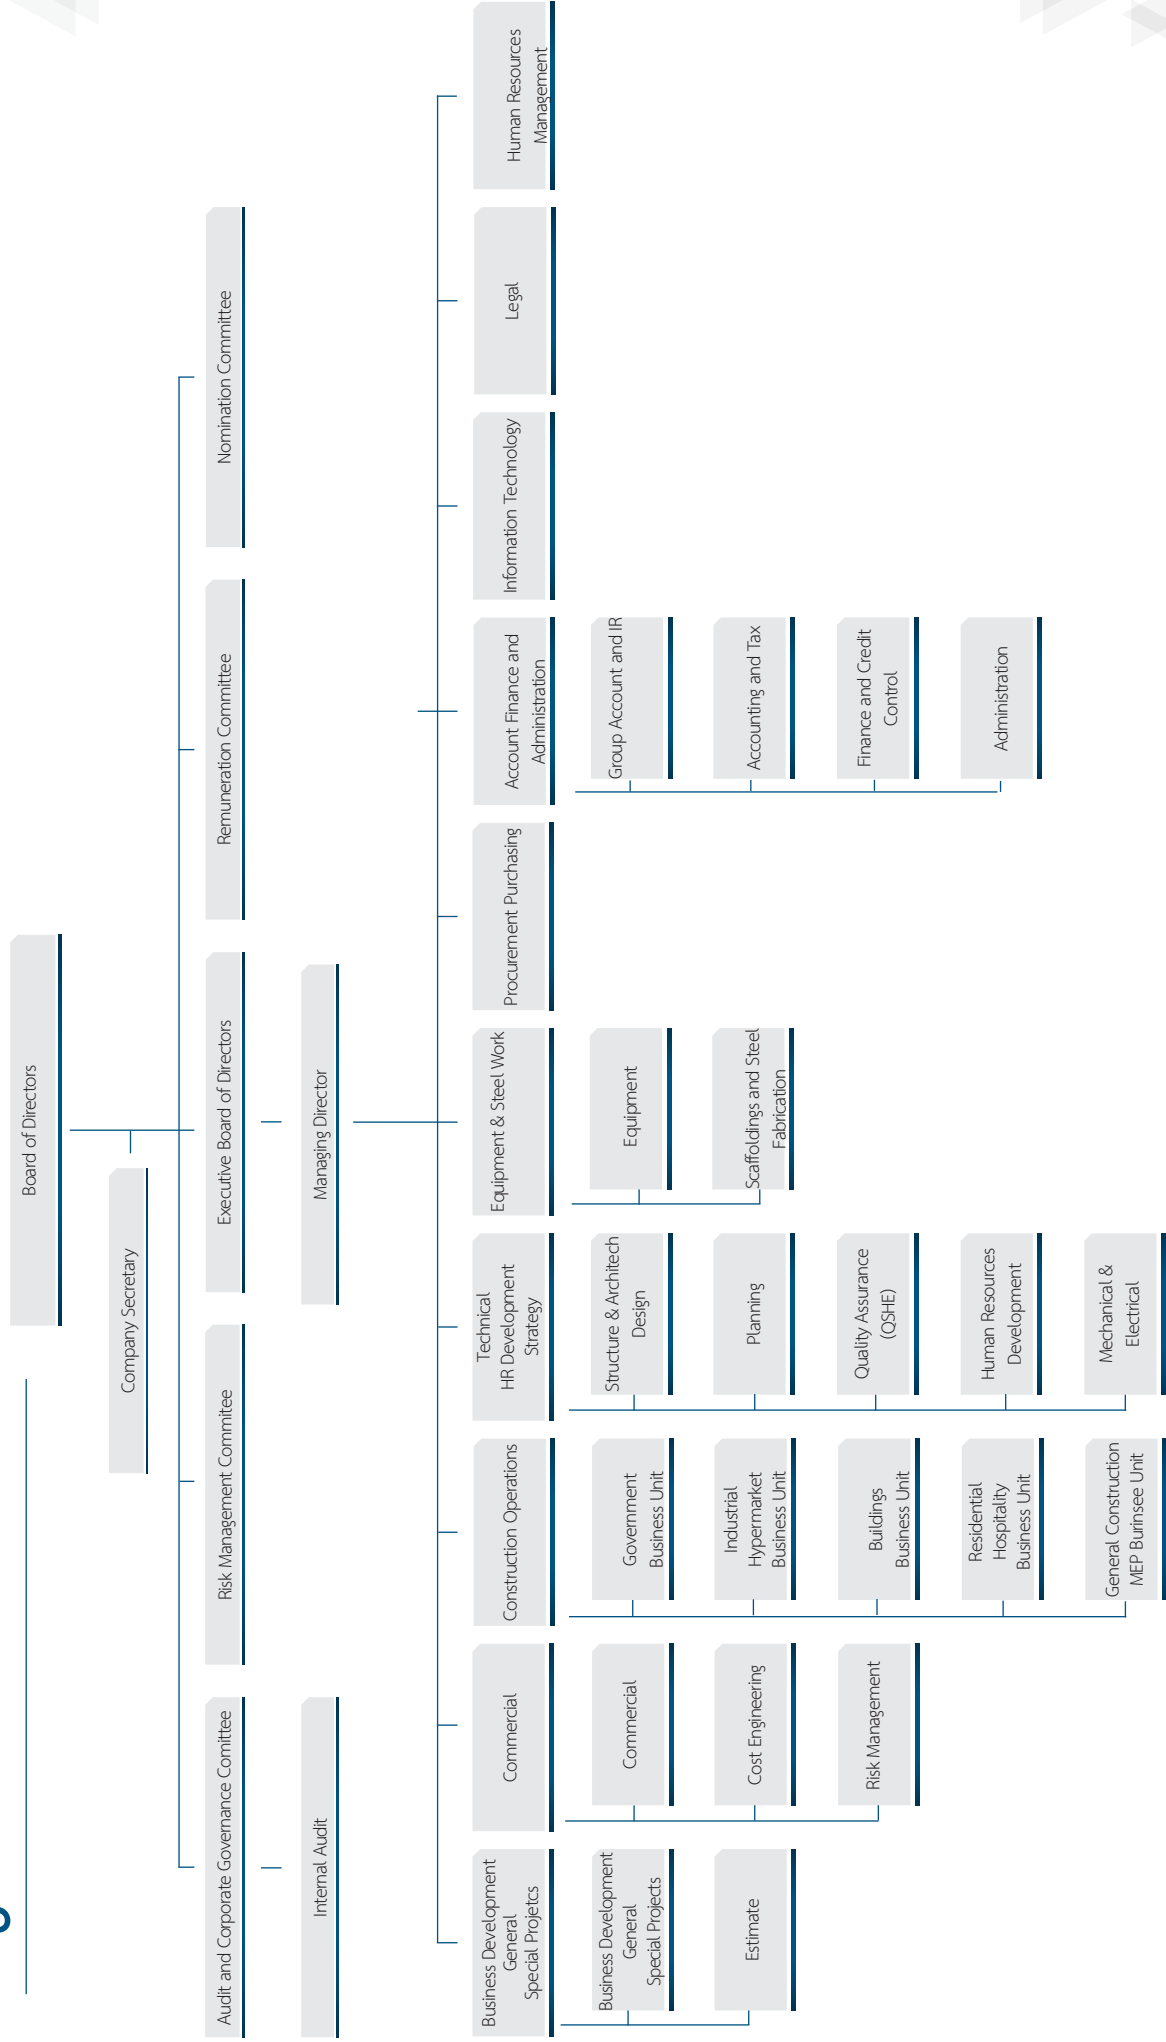 Board of Directors
Company Secretary
Audit and Corporate Governance Comittee
Risk Management Commitee
Executive Board of Directors
Remuneration Committee
Nomination Committee
Internal Audit
Managing Director
Business Development
General
Special Projetcs
Commercial
Construction Operations
Technical
HR Development
Strategy
Equipment & Steel Work
Procurement Purchasing
Account Finance and
Administration
Information Technology
Legal
Human Resources
Management
Business Development
General
Special Projects
Estimate
Commercial
Cost Engineering
Risk Management
Government
Business Unit
Industrial
Hypermarket
Business Unit
Buildings
Business Unit
Residential
Hospitality
Business Unit
General Construction
MEP Burinsee Unit
Structure & Architech
Design
Planning
Quality Assurance
(QSHE)
Human Resources
Development
Mechanical &
Electrical
Equipment
Scaffoldings and Steel
Fabrication
Group Account and IR
Accounting and Tax
Finance and Credit
Control
Administration